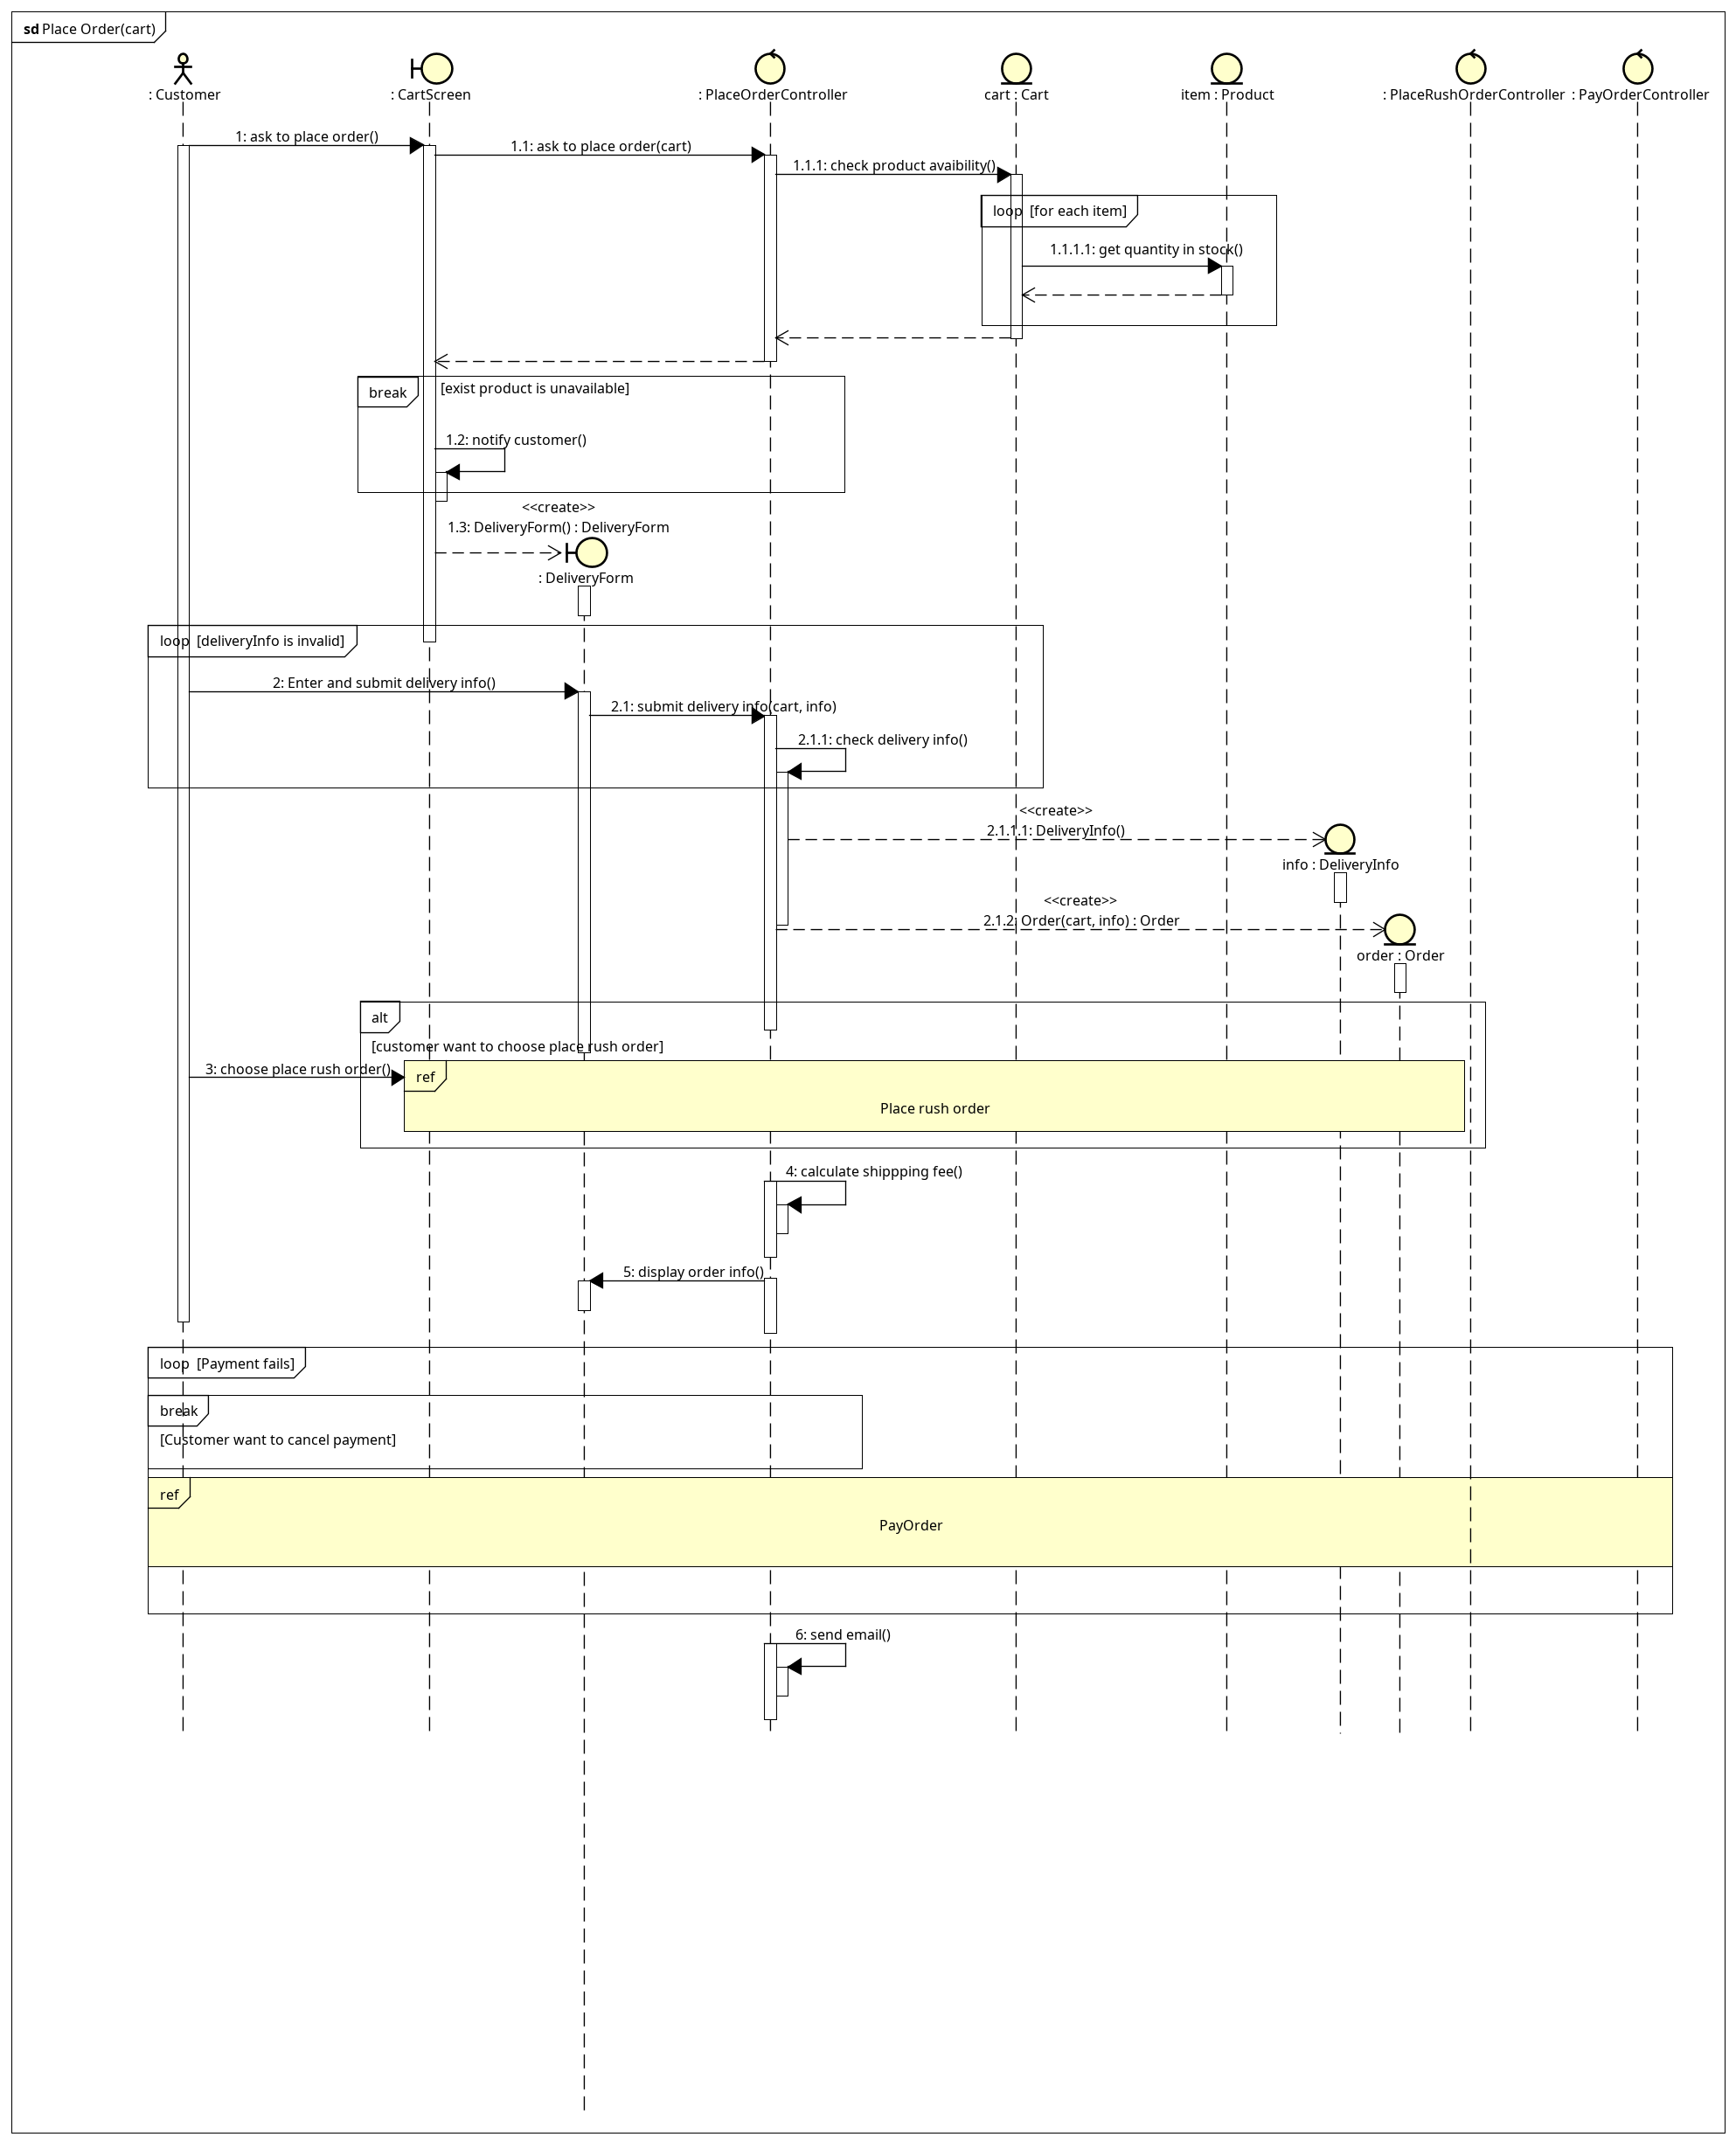 sd Place Order(cart)
: Customer
: CartScreen
: PlaceOrderController
cart : Cart
item : Product
: PlaceRushOrderController
: PayOrderController
1: ask to place order()
1.1: ask to place order(cart)
1.1.1: check product avaibility()
loop [for each item]
1.1.1.1: get quantity in stock()
break
[exist product is unavailable]
1.2: notify customer()
<<create>>
1.3: DeliveryForm() : DeliveryForm
: DeliveryForm
loop [deliveryInfo is invalid]
2: Enter and submit delivery info()
2.1: submit delivery info(cart, info)
2.1.1: check delivery info()
<<create>>
2.1.1.1: DeliveryInfo()
info : DeliveryInfo
<<create>>
2.1.2: Order(cart, info) : Order
order : Order
alt
[customer want to choose place rush order]
3: choose place rush order()
ref
Place rush order
4: calculate shippping fee()
5: display order info()
loop [Payment fails]
break
[Customer want to cancel payment]
ref
PayOrder
6: send email()